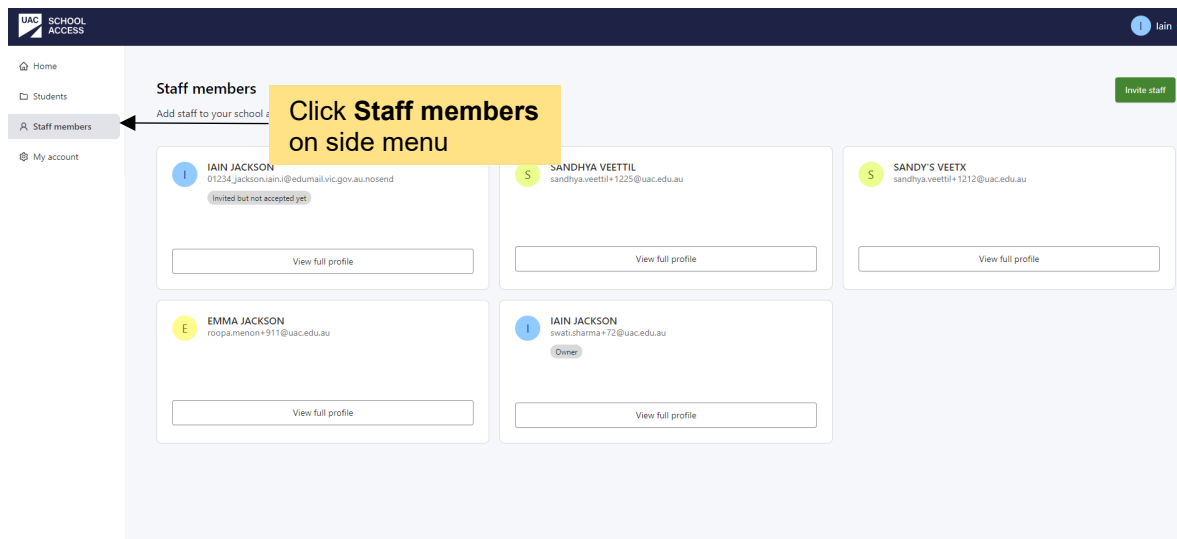 UAC SCHOOL
ACCESS
I Iain
Home
Students
Staff members
My account
Staff members
Invite staff
Add staff to your school a
Click Staff members
on side menu
I IAIN JACKSON
01234_jackson.iain.i@edumail.vic.gov.au.nosend
Invited but not accepted yet
View full profile
S SANDHYA VEETTIL
sandhya.veettil+1225@uac.edu.au
View full profile
S SANDY'S VEETX
sandhya.veettil+1212@uac.edu.au
View full profile
E EMMA JACKSON
roopa.menon+911@uac.edu.au
View full profile
I IAIN JACKSON
swati.sharma+72@uac.edu.au
Owner
View full profile